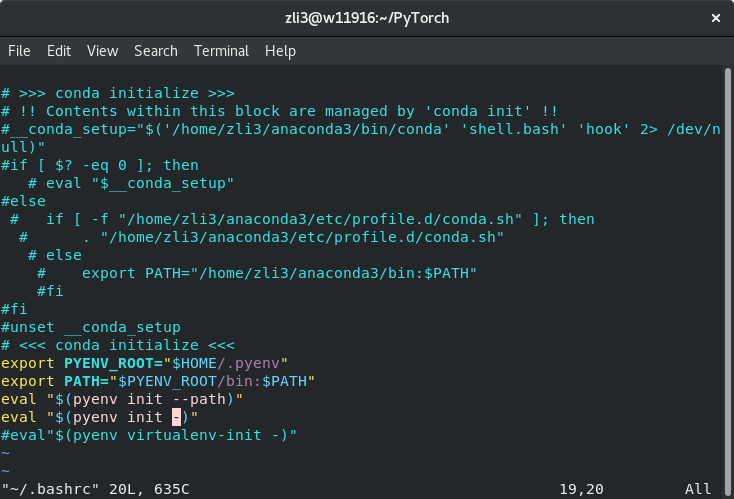 zli3@w11916:~/PyTorch
×
File Edit View Search Terminal Help
# >>> conda initialize >>>
# !! Contents within this block are managed by 'conda init' !!
#__conda_setup="$('/home/zli3/anaconda3/bin/conda' 'shell.bash' 'hook' 2> /dev/n
ull)"
#if [ $? -eq 0 ]; then
   # eval "$__conda_setup"
#else
 #   if [ -f "/home/zli3/anaconda3/etc/profile.d/conda.sh" ]; then
  #      . "/home/zli3/anaconda3/etc/profile.d/conda.sh"
   # else
    #    export PATH="/home/zli3/anaconda3/bin:$PATH"
    #fi
#fi
#unset __conda_setup
# <<< conda initialize <<<
export PYENV_ROOT="$HOME/.pyenv"
export PATH="$PYENV_ROOT/bin:$PATH"
eval "$(pyenv init --path)"
eval "$(pyenv init -)"
#eval"$(pyenv virtualenv-init -)"
~
~
"~/.bashrc" 20L, 635C 19,20 All